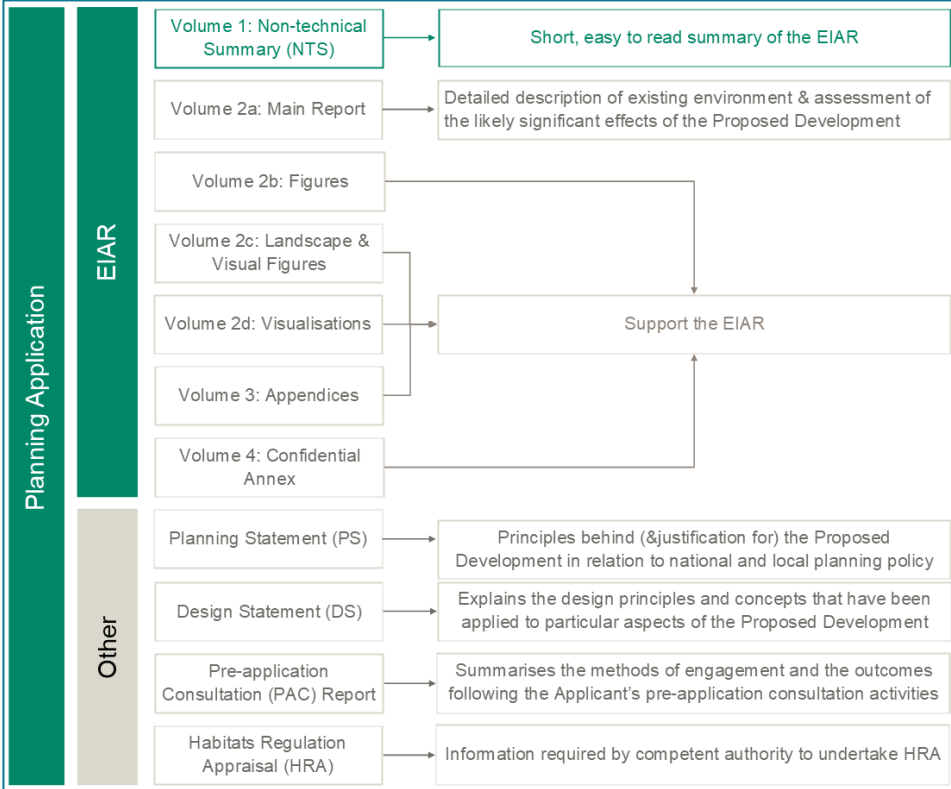 Planning Application
EIAR
Volume 1: Non-technical
Summary (NTS)
Short, easy to read summary of the EIAR
Volume 2a: Main Report
Detailed description of existing environment & assessment of
the likely significant effects of the Proposed Development
Volume 2b: Figures
Volume 2c: Landscape &
Visual Figures
Volume 2d: Visualisations
Support the EIAR
Volume 3: Appendices
Volume 4: Confidential
Annex
Other
Planning Statement (PS)
Principles behind (&justification for) the Proposed
Development in relation to national and local planning policy
Design Statement (DS)
Explains the design principles and concepts that have been
applied to particular aspects of the Proposed Development
Pre-application
Consultation (PAC) Report
Summarises the methods of engagement and the outcomes
following the Applicant's pre-application consultation activities
Habitats Regulation
Appraisal (HRA)
Information required by competent authority to undertake HRA